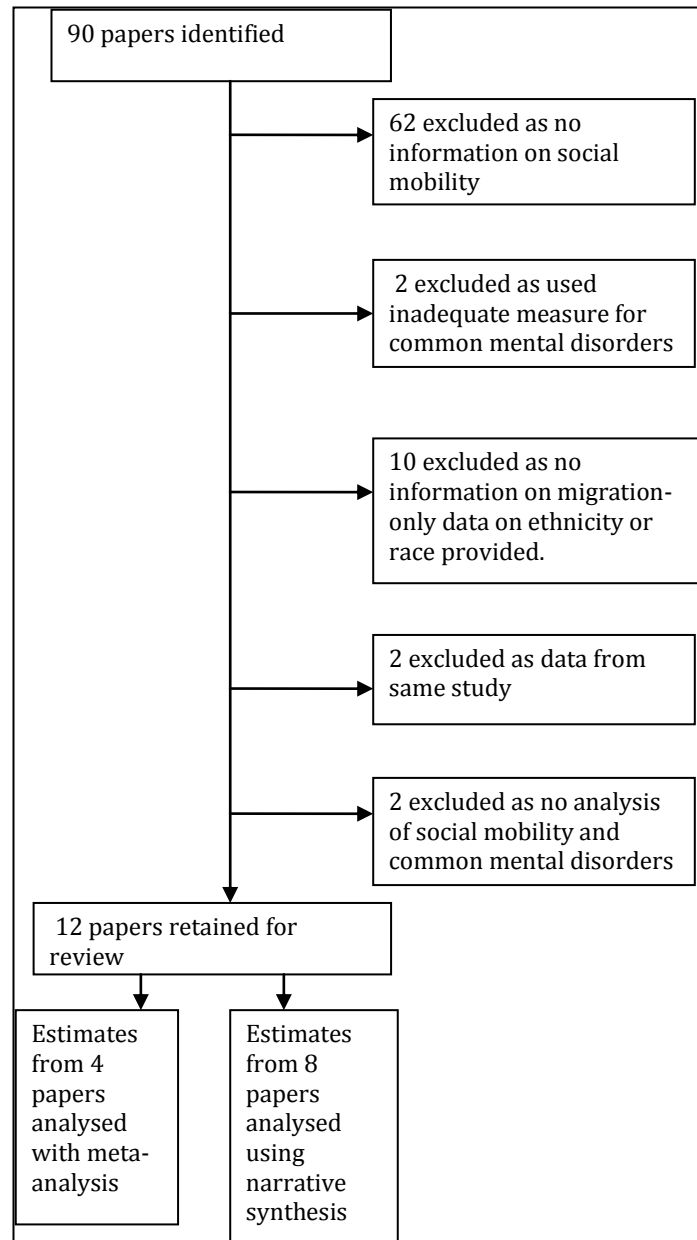 90 papers identified
62 excluded as no
information on social
mobility
2 excluded as used
inadequate measure for
common mental disorders
10 excluded as no
information on migration-
only data on ethnicity or
race provided.
2 excluded as data from
same study
2 excluded as no analysis
of social mobility and
common mental disorders
12 papers retained for
review
Estimates
from 4
papers
analysed
with meta-
analysis
Estimates
from 8
papers
analysed
using
narrative
synthesis